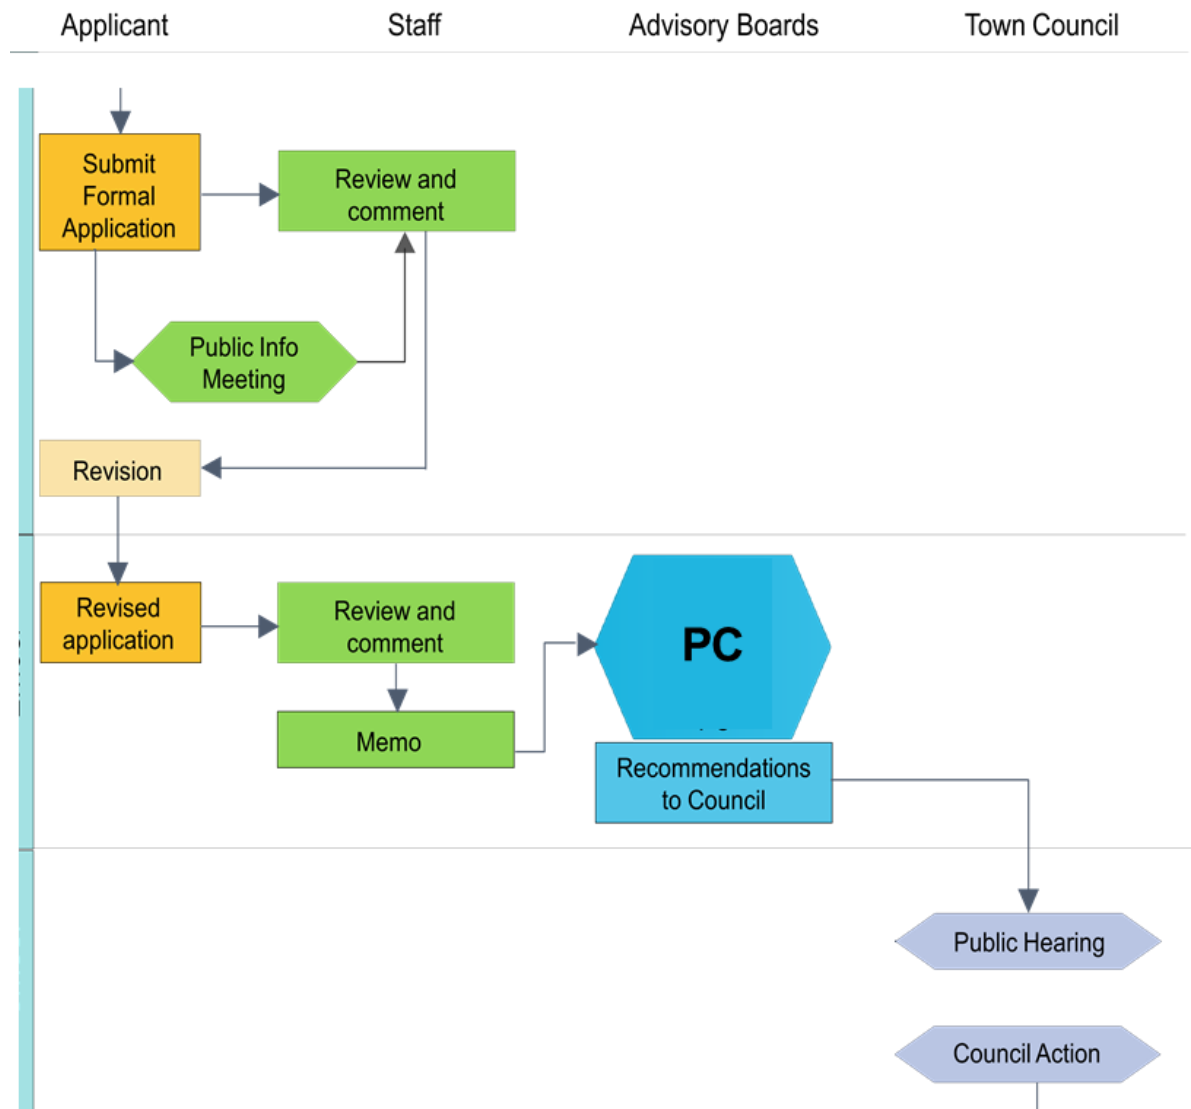 Applicant
Staff
Advisory Boards
Town Council
Submit
Formal
Application
Review and
comment
Public Info
Meeting
Revision
Revised
application
Review and
comment
PC
Memo
Recommendations
to Council
Public Hearing
Council Action